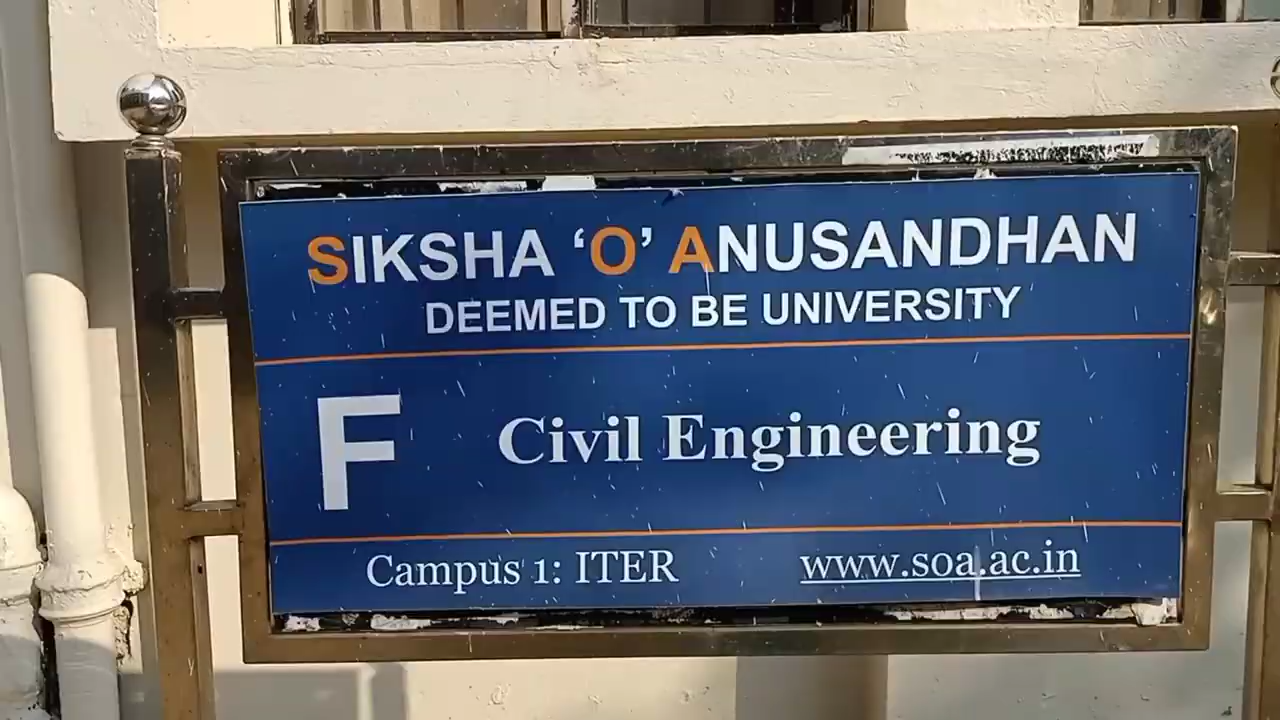 SIKSHA ‘O’ ANUSANDHAN
DEEMED TO BE UNIVERSITY
F Civil Engineering
Campus 1: ITER www.soa.ac.in